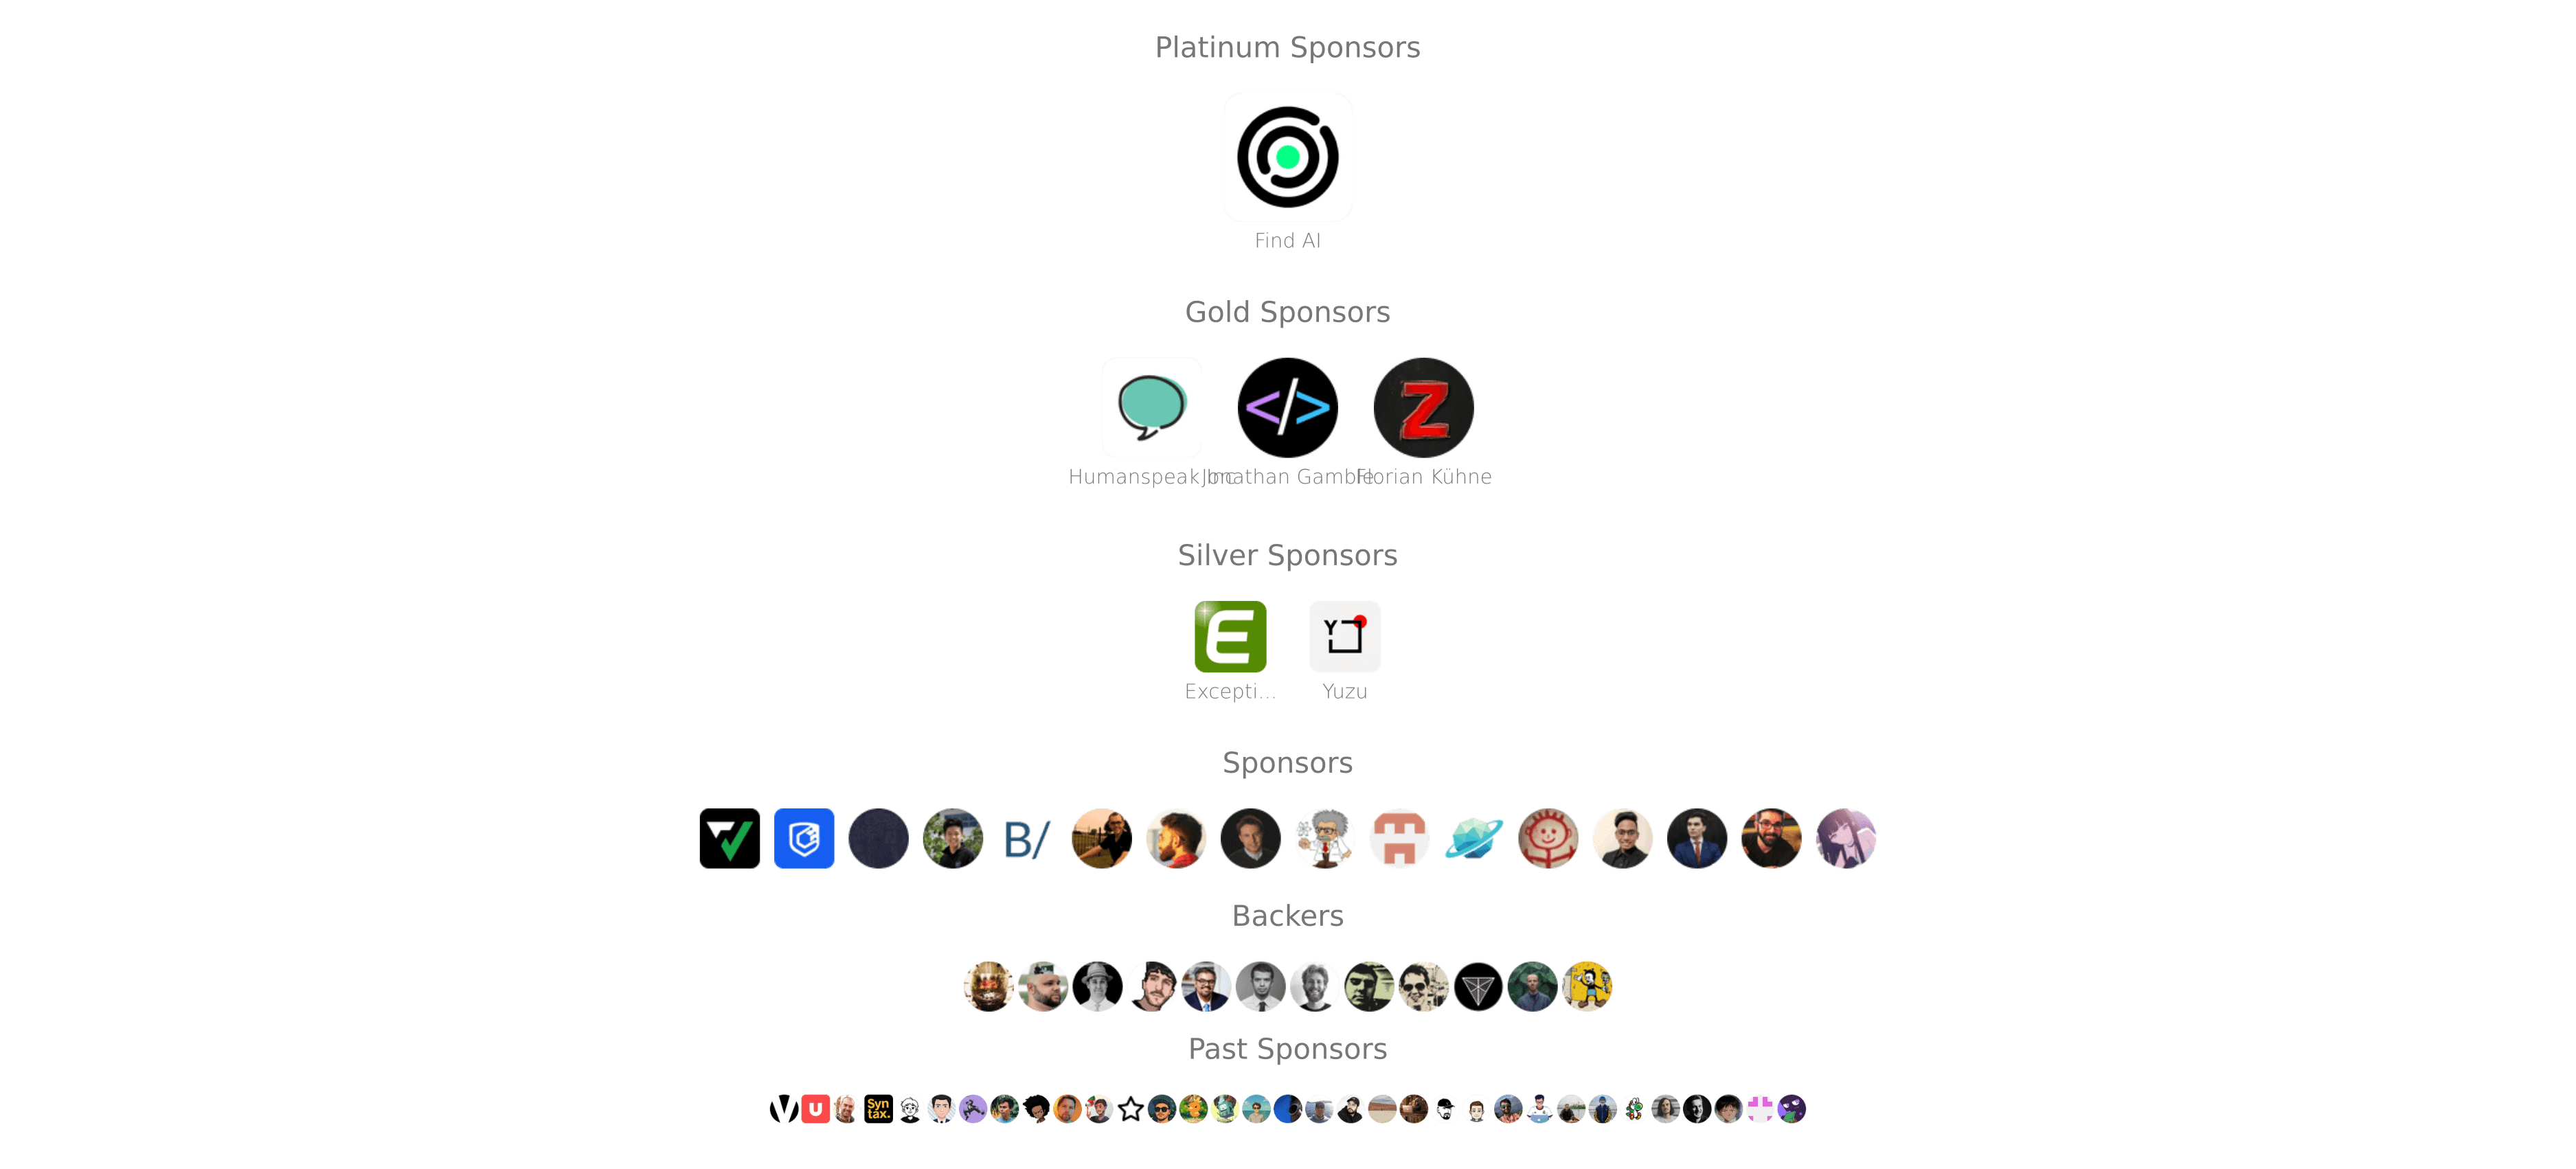 Platinum Sponsors
Find AI
Gold Sponsors
Humanspeak Inc Jonathan Gamble Florian Kühne
Z
Silver Sponsors
E
Y
Excepti... Yuzu
Sponsors
B/
Backers
Past Sponsors
U
Syn
tax.